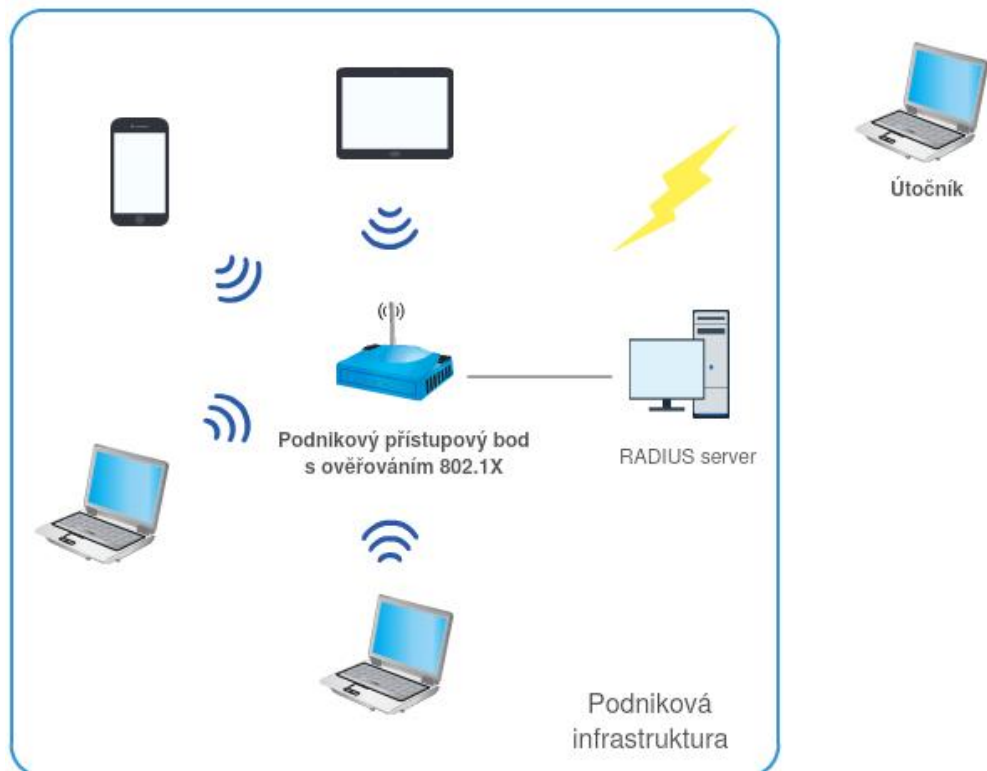 Útočník
Podnikový přístupový bod
s ověřováním 802.1X
RADIUS server
Podniková
infrastruktura